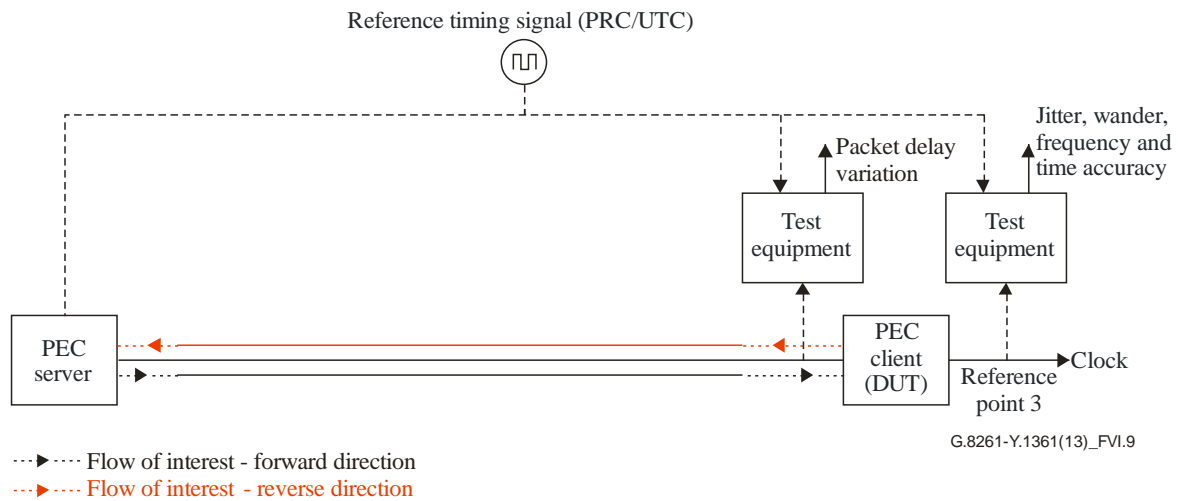 Reference timing signal (PRC/UTC)
Packet delay
variation
Jitter, wander,
frequency and
time accuracy
Test
equipment
Test
equipment
PEC
server
PEC
client
(DUT)
Clock
Reference
point 3
G.8261-Y.1361(13)_FVI.9
Flow of interest - forward direction
Flow of interest - reverse direction